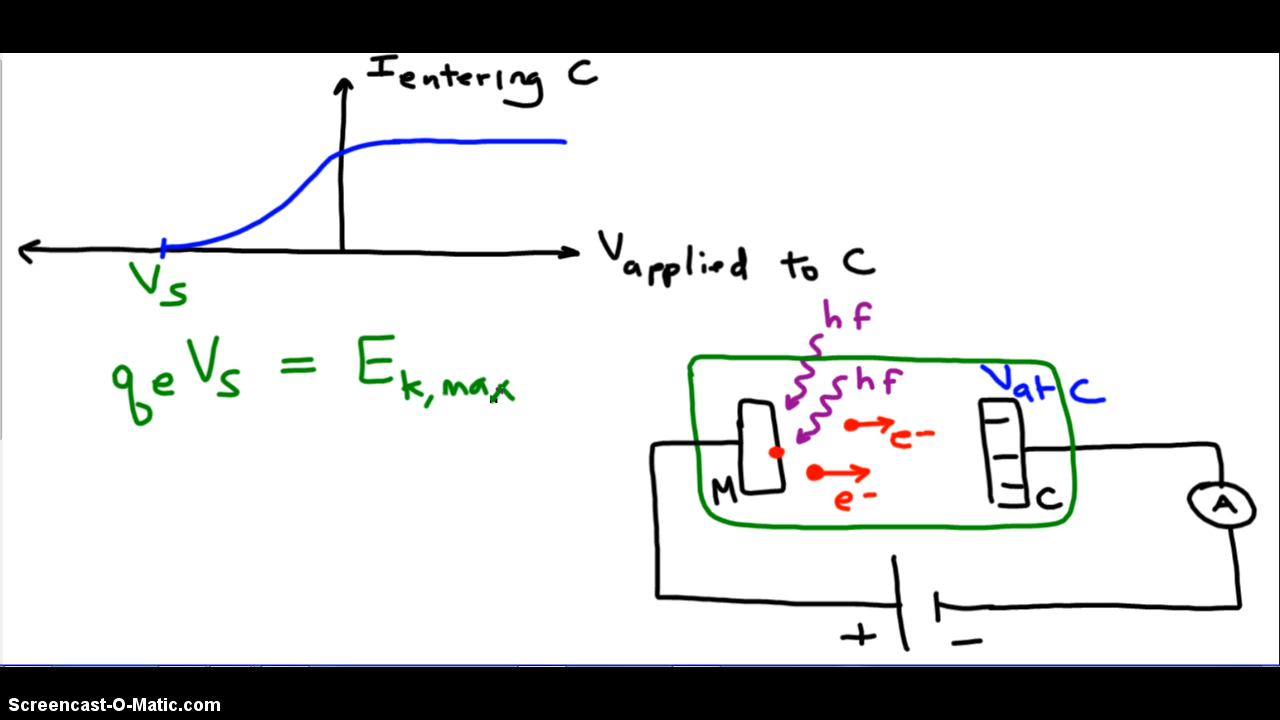 I entering C
V applied to C
Vs
qe Vs = Ek, max
hf
hf
V at C
e-
e-
M
C
A
+
-
Screencast-O-Matic.com